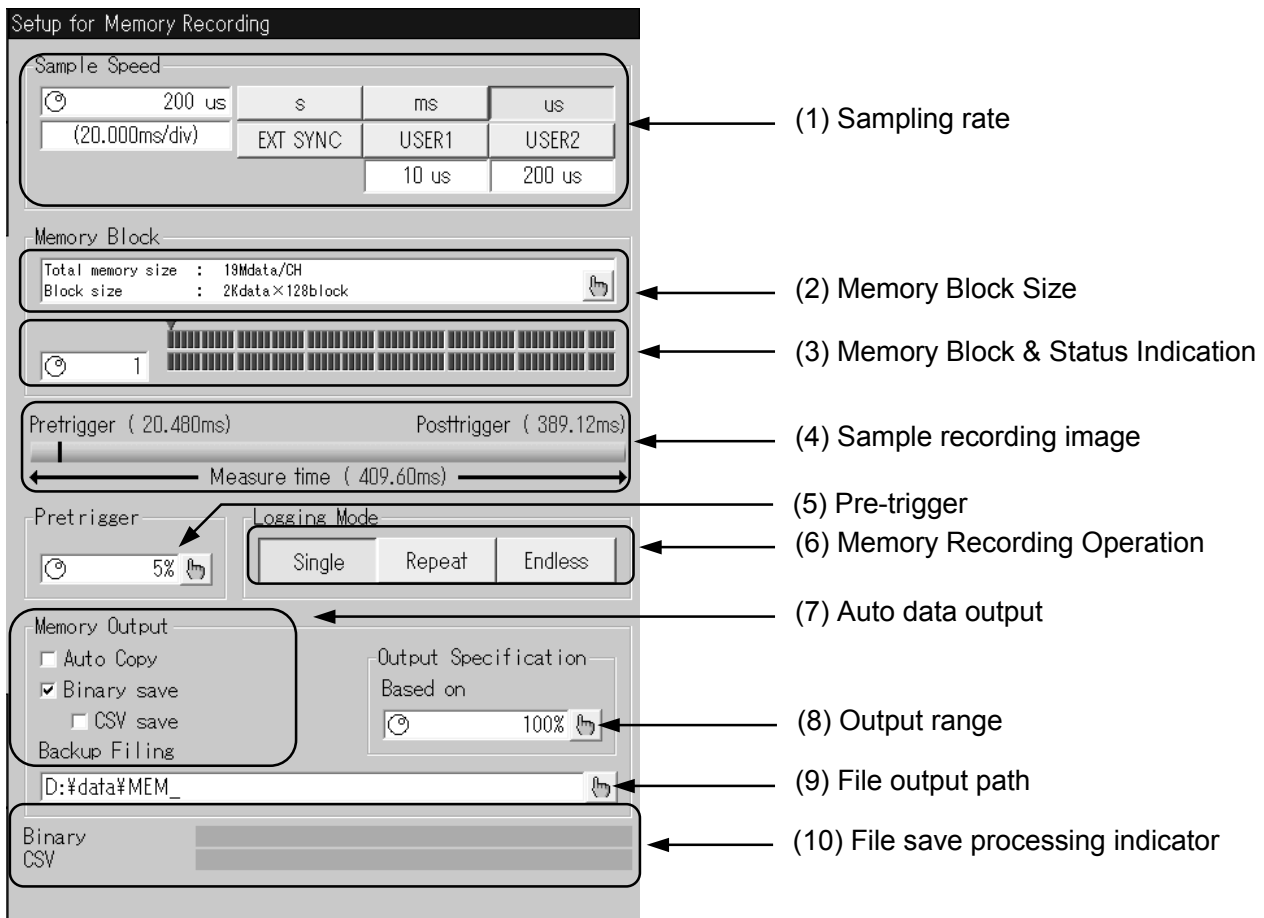 Setup for Memory Recording
Sample Speed
200 us
s
ms
us
(20.000ms/div)
EXT SYNC
USER1
USER2
10 us
200 us
(1) Sampling rate
Memory Block
Total memory size : 19Mdata/CH
Block size : 2Kdata×128block
(2) Memory Block Size
1
(3) Memory Block & Status Indication
Pretrigger ( 20.480ms)
Posttrigger ( 389.12ms)
Measure time ( 409.60ms)
(4) Sample recording image
Pretrigger
5%
(5) Pre-trigger
Logging Mode
Single
Repeat
Endless
(6) Memory Recording Operation
(7) Auto data output
Memory Output
Auto Copy
Binary save
CSV save
Output Specification
Based on
100%
(8) Output range
Backup Filing
D:¥data¥MEM_
(9) File output path
Binary
CSV
(10) File save processing indicator